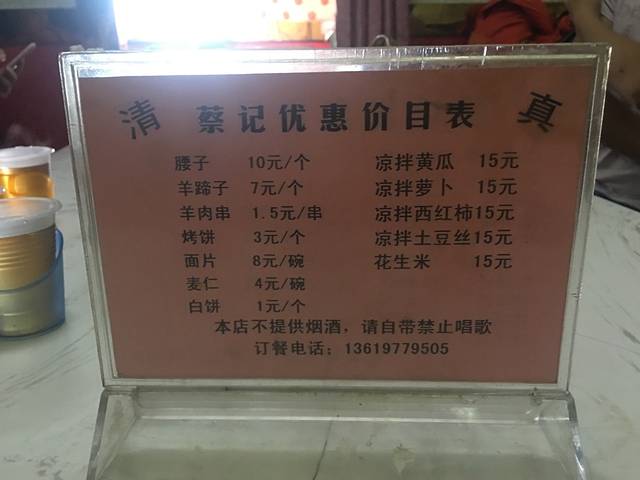 清 蔡记优惠价目表 真
腰子 10元/个 凉拌黄瓜 15元
羊蹄子 7元/个 凉拌萝卜 15元
羊肉串 1.5元/串 凉拌西红柿15元
烤饼 3元/个 凉拌土豆丝15元
面片 8元/碗 花生米 15元
麦仁 4元/碗
白饼 1元/个
本店不提供烟酒，请自带禁止唱歌
订餐电话：13619779505